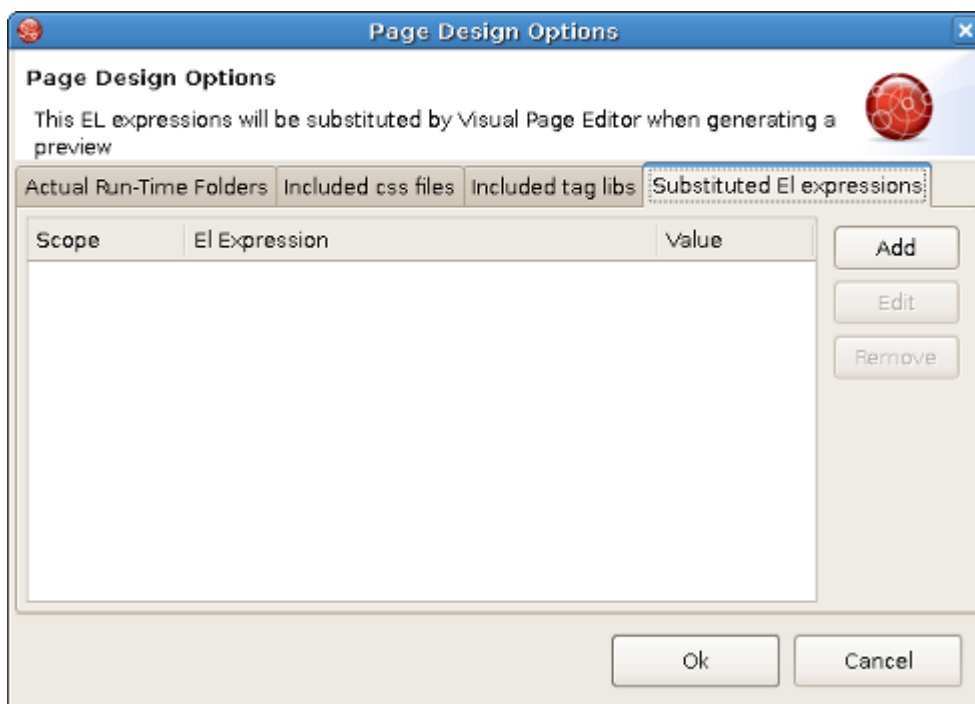 Page Design Options
Page Design Options
This EL expressions will be substituted by Visual Page Editor when generating a
preview
Actual Run-Time Folders Included css files Included tag libs Substituted El expressions
Scope El Expression Value
Add
Edit
Remove
Ok Cancel